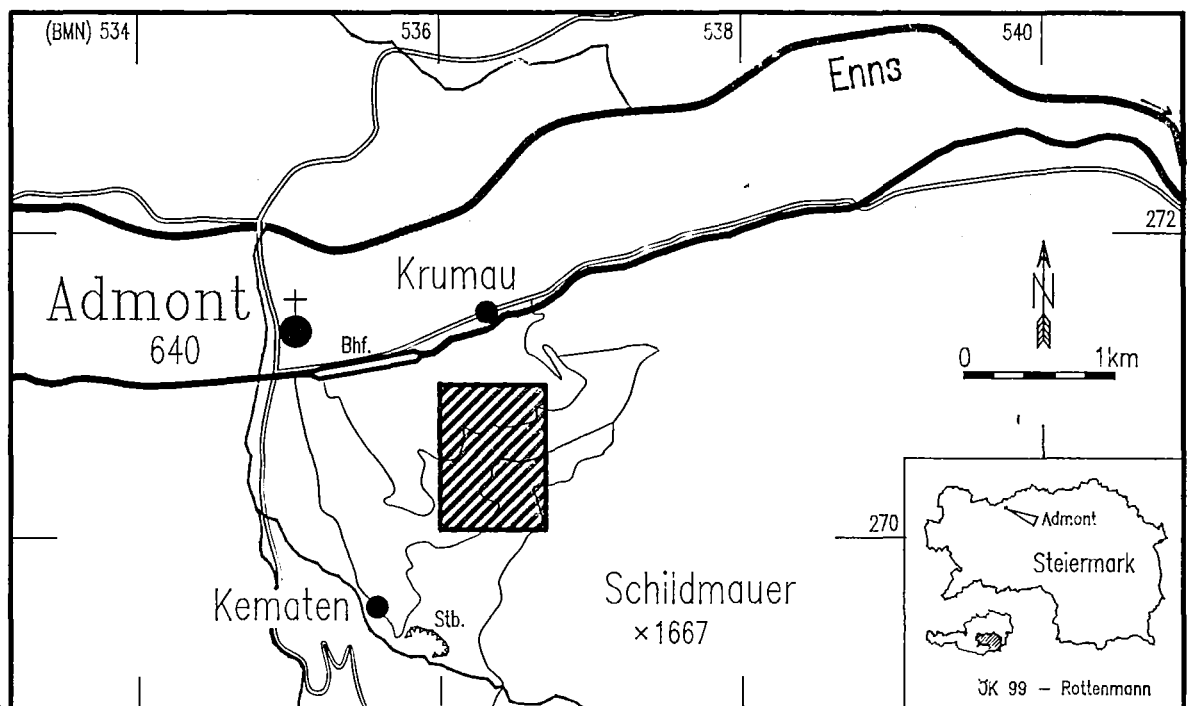 (BMN) 534
536
538
540
Enns
272
Krumau
Admont
640
Bhf.
N
0 1km
270
Admont
Steiermark
Schildmauer
×1667
Kematen
Stb.
ÖK 99 – Rottenmann